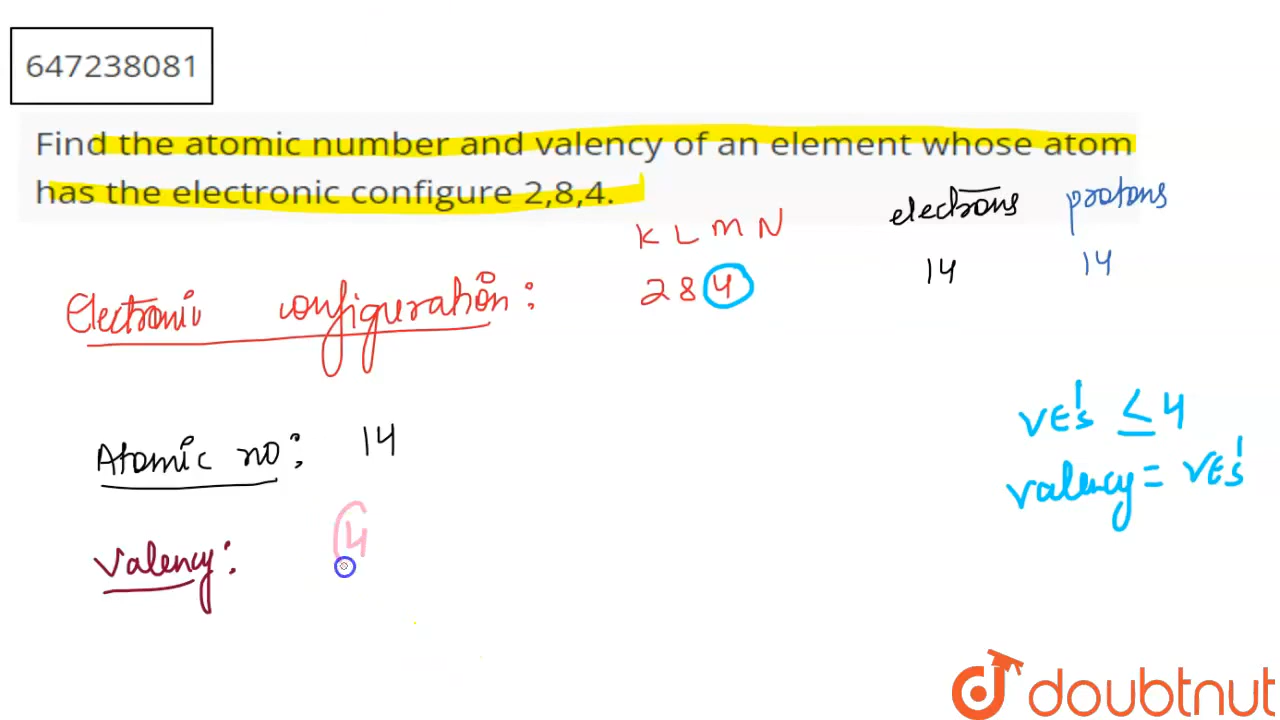 647238081
Find the atomic number and valency of an element whose atom
has the electronic configure 2,8,4.
electrons protons
K L M N
14 14
Electronic configuration: 2 8 4
VE's ≤ 4
Atomic no: 14
Valency = VE's
Valency: 4
doubtnut